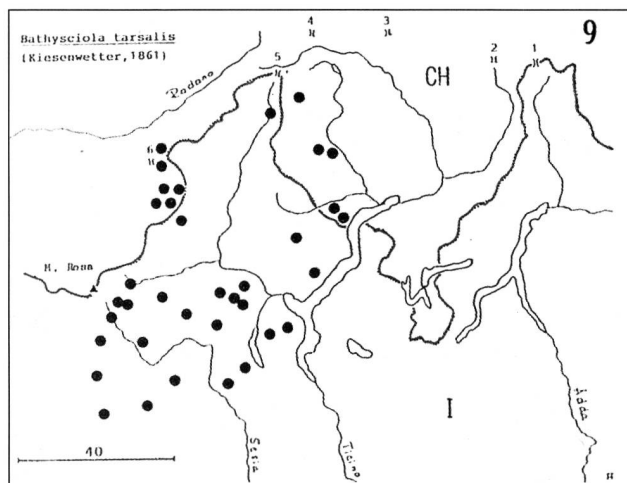 Bathysciola tarsalis
(Kiesenwetter,1861)
4
3
9
5
2
1
CH
Rodano
6
M. Rosa
I
40
Sesia
Ticino
Adda